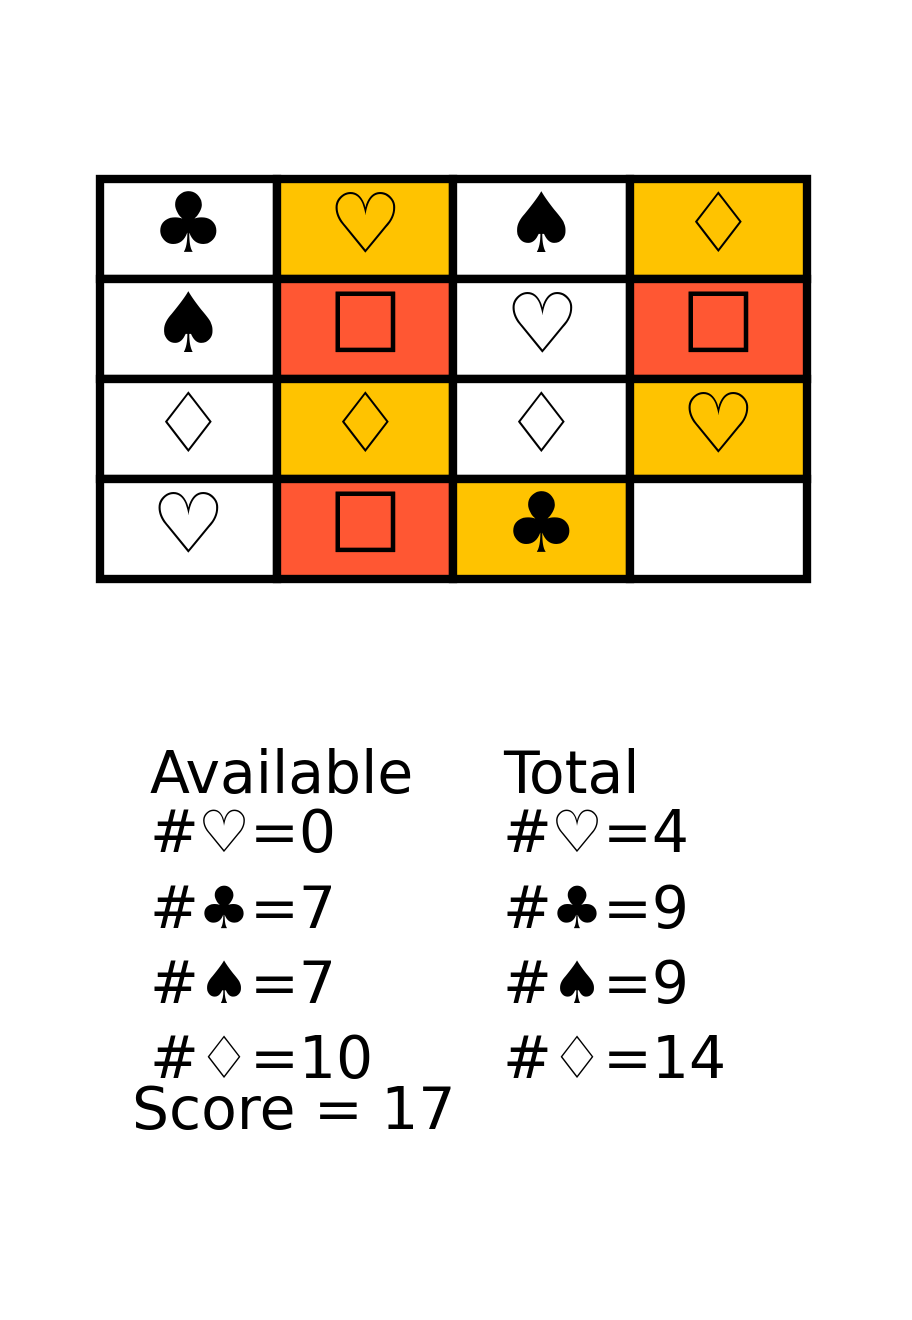 ♣ ♡ ♠ ♢
♠ □ ♡ □
♢ ♢ ♢ ♡
♡ □ ♣
Available Total
#♡=0 #♡=4
#♣=7 #♣=9
#♠=7 #♠=9
#♢=10 #♢=14
Score = 17